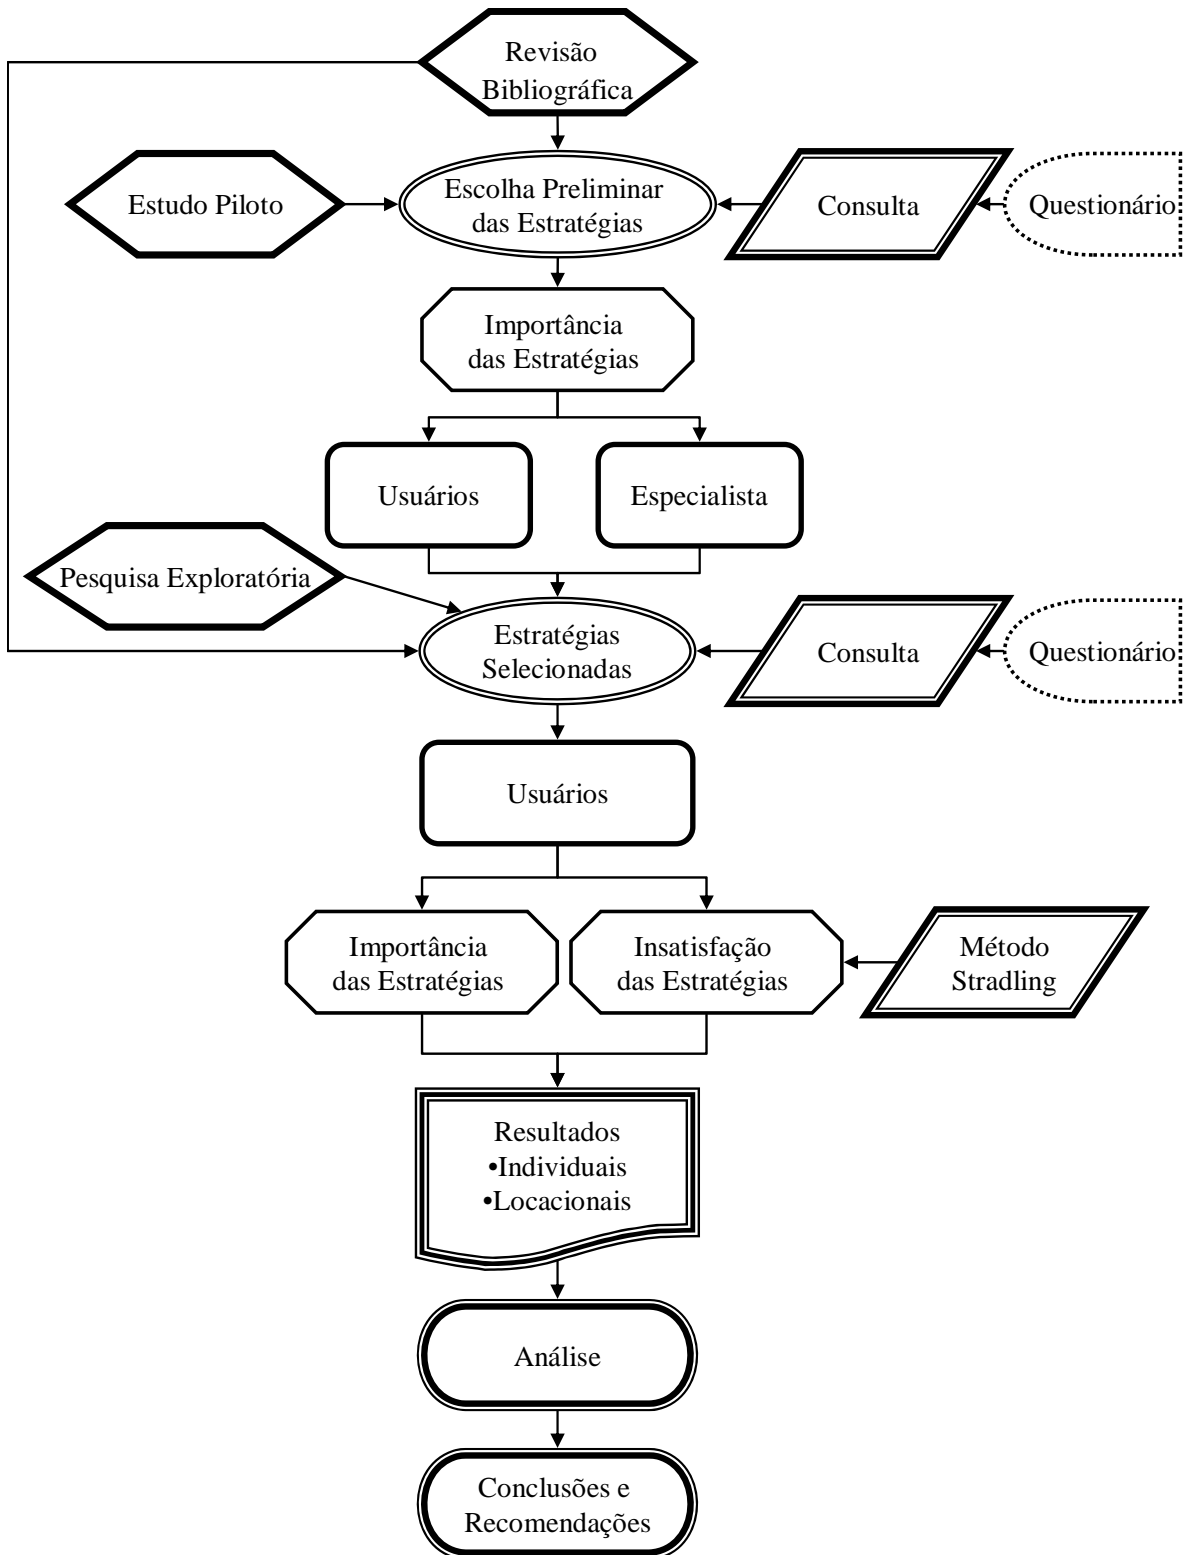 Revisão
Bibliográfica
Estudo Piloto
Escolha Preliminar
das Estratégias
Consulta
Questionário
Importância
das Estratégias
Usuários
Especialista
Pesquisa Exploratória
Estratégias
Selecionadas
Consulta
Questionário
Usuários
Importância
das Estratégias
Insatisfação
das Estratégias
Método
Stradling
Resultados
•Individuais
•Locacionais
Análise
Conclusões e
Recomendações